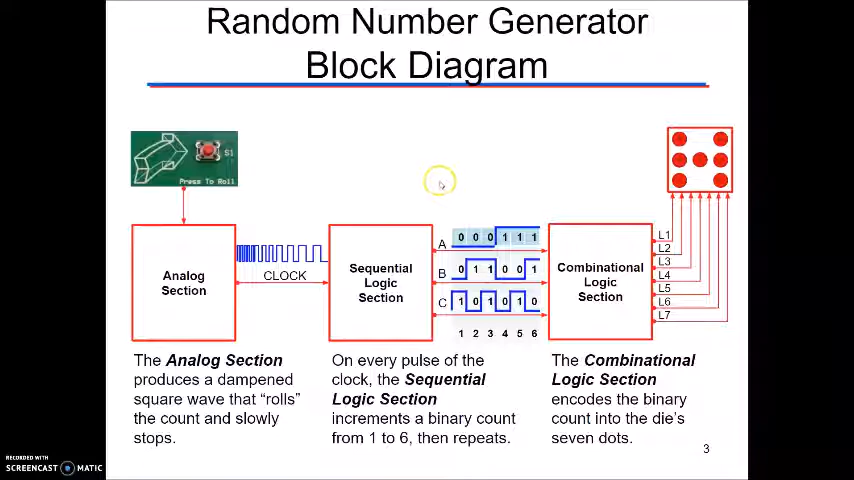 Random Number Generator
Block Diagram
S1
Press To Roll
Analog
Section
CLOCK
Sequential
Logic
Section
A
0 0 0 1 1 1
B
0 1 1 0 0 1
C
1 0 1 0 1 0
1 2 3 4 5 6
Combinational
Logic
Section
L1
L2
L3
L4
L5
L6
L7
The Analog Section
produces a dampened
square wave that “rolls”
the count and slowly
stops.
On every pulse of the
clock, the Sequential
Logic Section
increments a binary count
from 1 to 6, then repeats.
The Combinational
Logic Section
encodes the binary
count into the die’s
seven dots.
3
RECORDED WITH
SCREENCAST MATIC